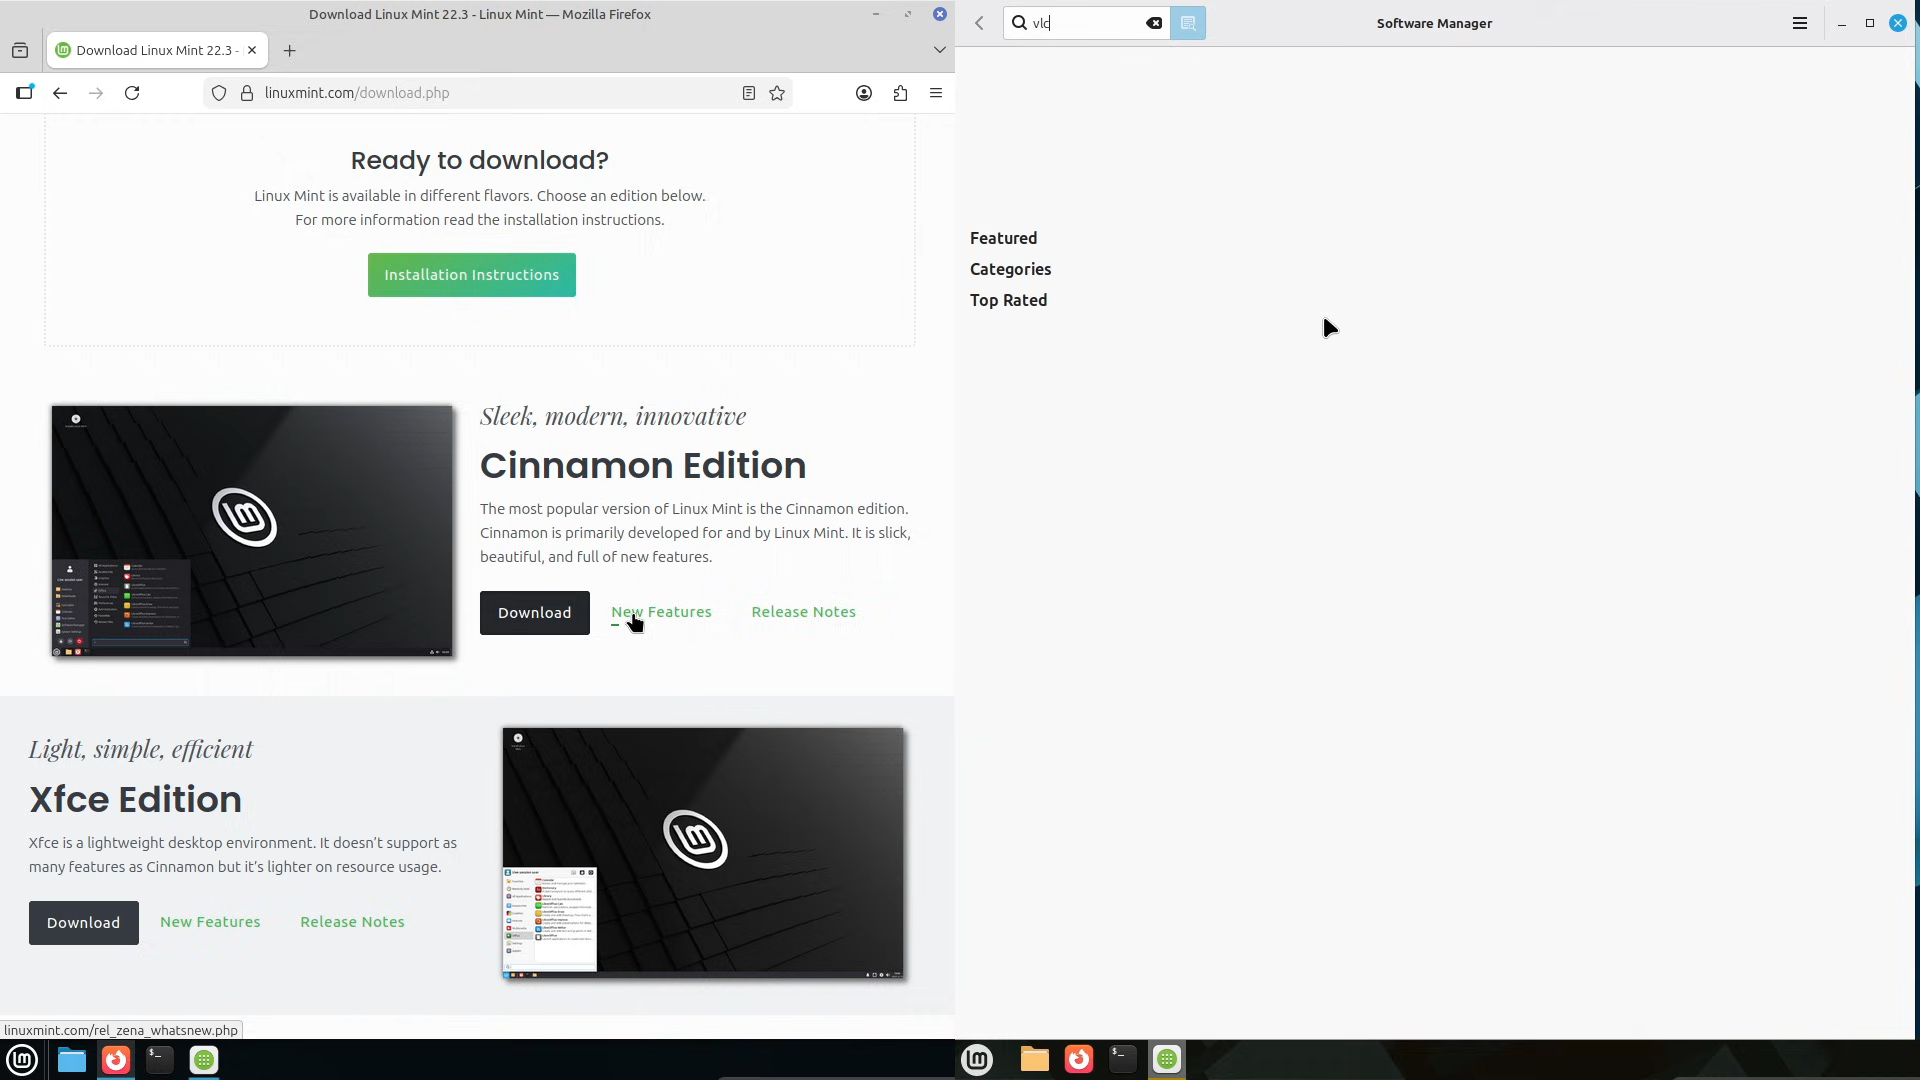 Download Linux Mint 22.3 - Linux Mint — Mozilla Firefox
Download Linux Mint 22.3 -
linuxmint.com/download.php
Ready to download?
Linux Mint is available in different flavors. Choose an edition below.
For more information read the installation instructions.
Installation Instructions
Sleek, modern, innovative
Cinnamon Edition
The most popular version of Linux Mint is the Cinnamon edition.
Cinnamon is primarily developed for and by Linux Mint. It is slick,
beautiful, and full of new features.
Download New Features Release Notes
Light, simple, efficient
Xfce Edition
Xfce is a lightweight desktop environment. It doesn’t support as
many features as Cinnamon but it’s lighter on resource usage.
Download New Features Release Notes
linuxmint.com/rel_zena_whatsnew.php
vlc
Software Manager
Featured
Categories
Top Rated